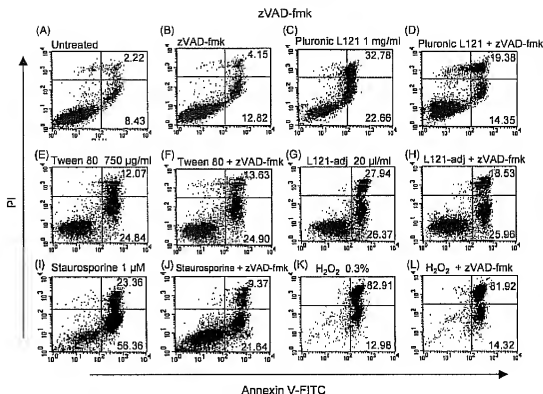 zVAD-fmk
(A)
Untreated
2.22
8.43
(B)
zVAD-fmk
4.15
12.82
(C)
Pluronic L121 1 mg/ml
32.78
22.66
(D)
Pluronic L121 + zVAD-fmk
19.38
14.35
(E)
Tween 80 750 µg/ml
12.07
24.84
(F)
Tween 80 + zVAD-fmk
13.63
24.90
(G)
L121-adj 20 µl/ml
27.94
26.37
(H)
L121-adj + zVAD-fmk
25.96
(I)
Staurosporine 1 µM
23.36
56.36
(J)
Staurosporine + zVAD-fmk
9.37
21.64
(K)
H2O2 0.3%
82.91
12.96
(L)
H2O2 + zVAD-fmk
81.92
14.32
PI
Annexin V-FITC